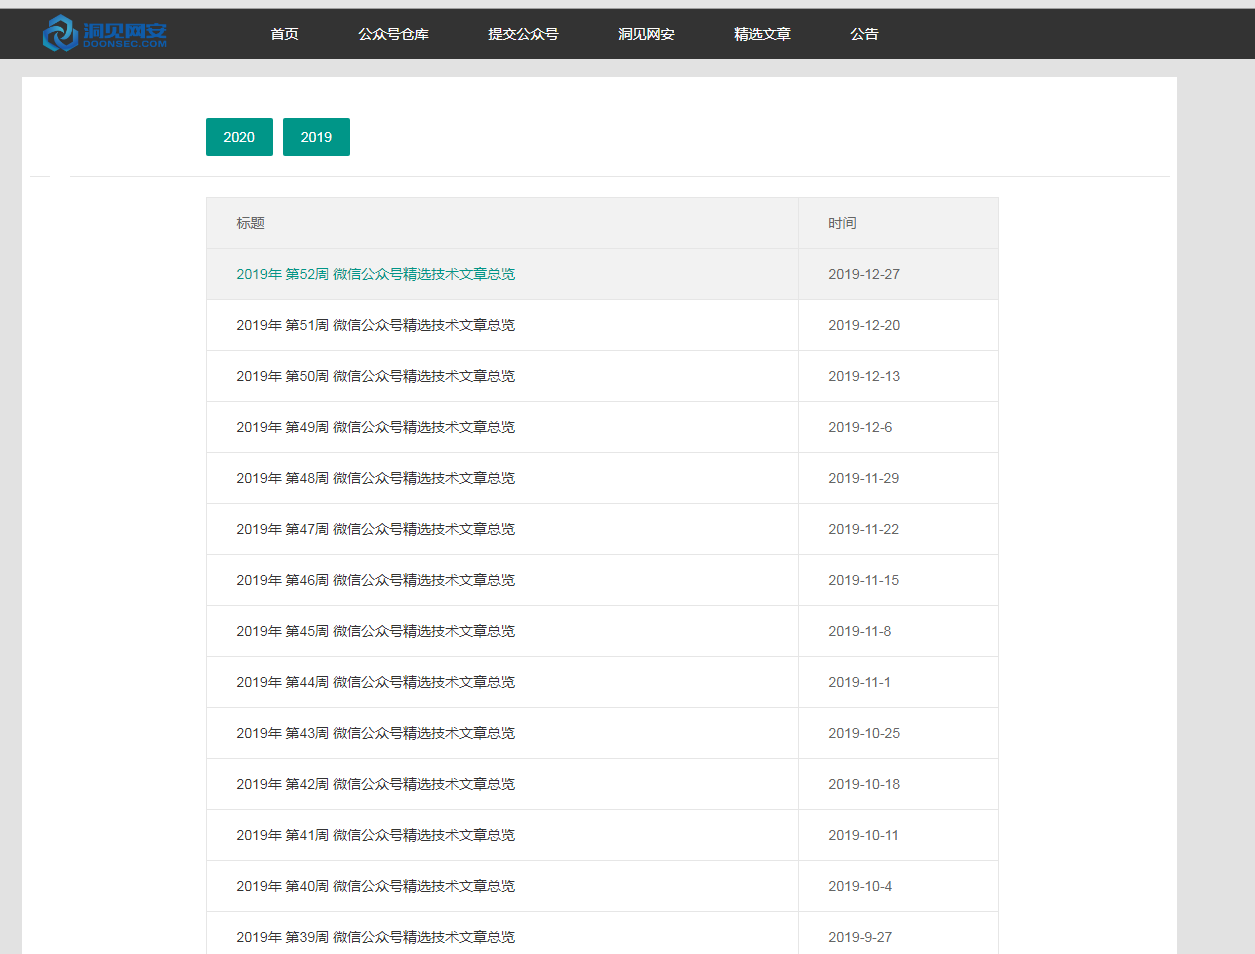 洞见网安
DOONSEC.COM
首页 公众号仓库 提交公众号 洞见网安 精选文章 公告
2020 2019
标题 时间
2019年 第52周 微信公众号精选技术文章总览 2019-12-27
2019年 第51周 微信公众号精选技术文章总览 2019-12-20
2019年 第50周 微信公众号精选技术文章总览 2019-12-13
2019年 第49周 微信公众号精选技术文章总览 2019-12-6
2019年 第48周 微信公众号精选技术文章总览 2019-11-29
2019年 第47周 微信公众号精选技术文章总览 2019-11-22
2019年 第46周 微信公众号精选技术文章总览 2019-11-15
2019年 第45周 微信公众号精选技术文章总览 2019-11-8
2019年 第44周 微信公众号精选技术文章总览 2019-11-1
2019年 第43周 微信公众号精选技术文章总览 2019-10-25
2019年 第42周 微信公众号精选技术文章总览 2019-10-18
2019年 第41周 微信公众号精选技术文章总览 2019-10-11
2019年 第40周 微信公众号精选技术文章总览 2019-10-4
2019年 第39周 微信公众号精选技术文章总览 2019-9-27